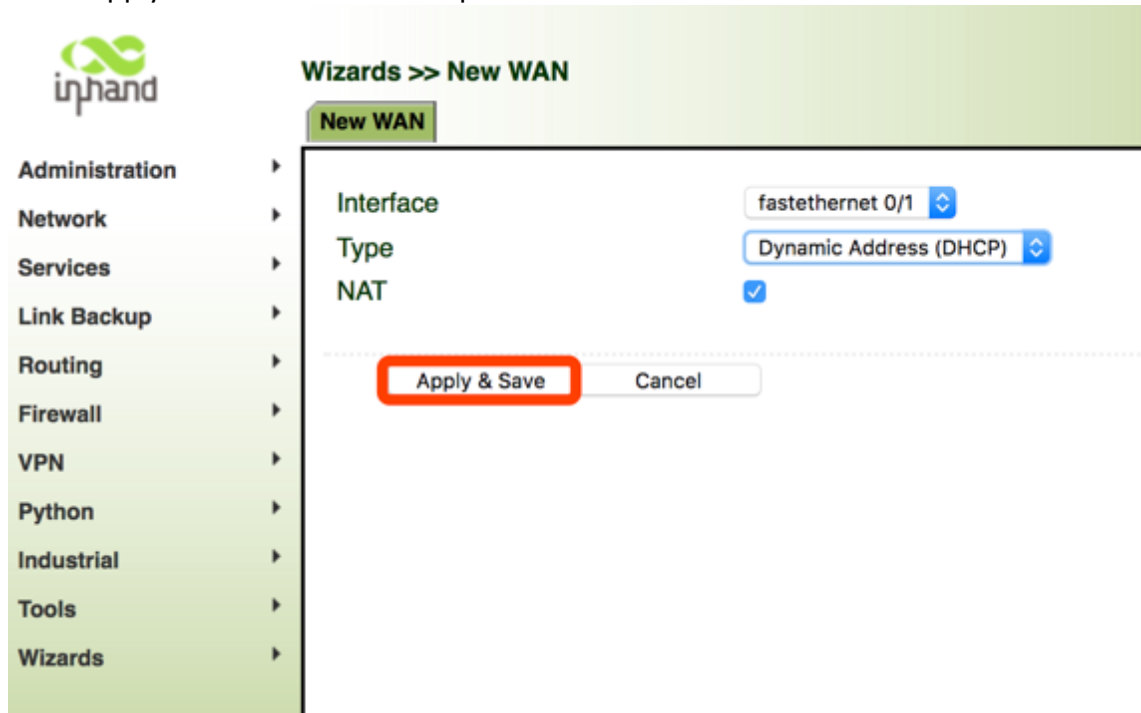 inhand
Wizards >> New WAN
New WAN
Administration
Network
Services
Link Backup
Routing
Firewall
VPN
Python
Industrial
Tools
Wizards
Interface fastethernet 0/1
Type Dynamic Address (DHCP)
NAT
Apply & Save Cancel